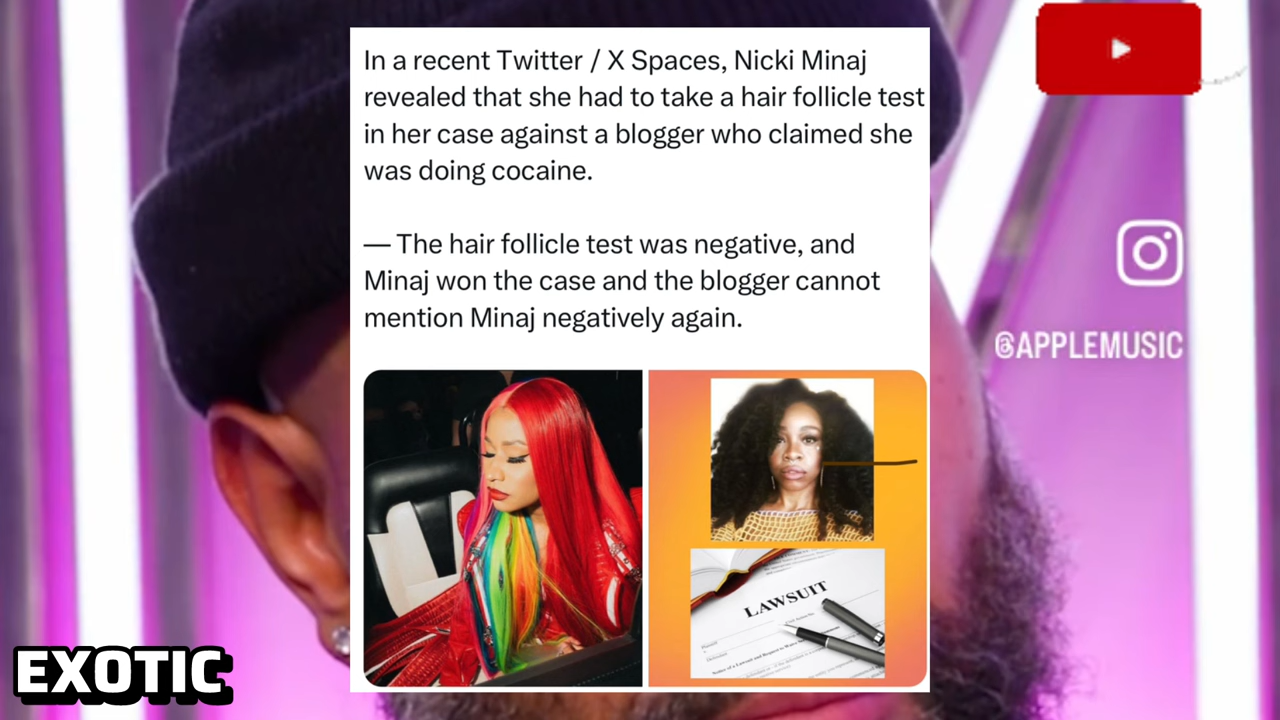 In a recent Twitter / X Spaces, Nicki Minaj
revealed that she had to take a hair follicle test
in her case against a blogger who claimed she
was doing cocaine.
— The hair follicle test was negative, and
Minaj won the case and the blogger cannot
mention Minaj negatively again.
@APPLEMUSIC
LAWSUIT
EXOTIC